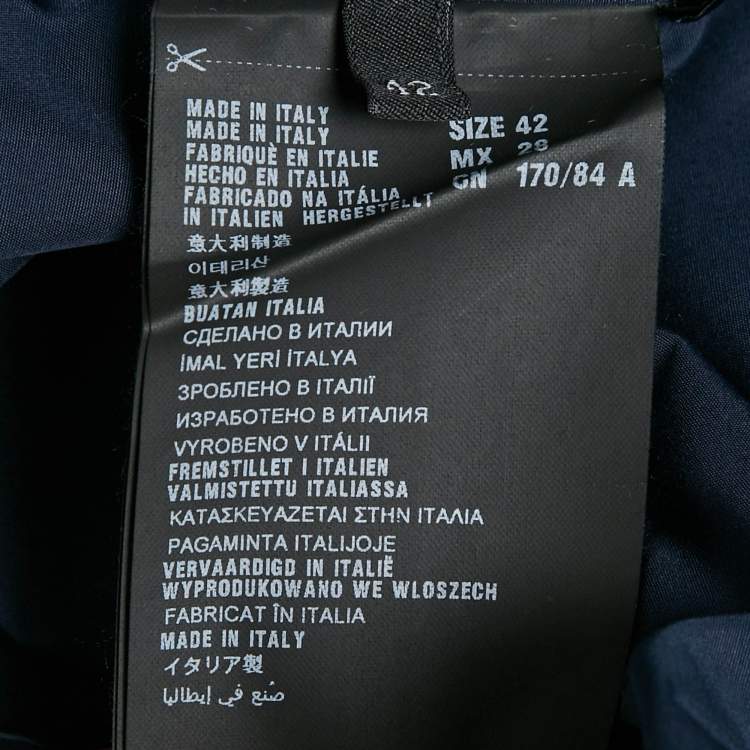 42
MADE IN ITALY
MADE IN ITALY
FABRIQUÈ EN ITALIE
HECHO EN ITALIA
FABRICADO NA ITÁLIA
IN ITALIEN HERGESTELLT
意大利制造
이태리산
意大利製造
BUATAN ITALIA
СДЕЛАНО В ИТАЛИИ
İMAL YERİ İTALYA
ЗРОБЛЕНО В ІТАЛІЇ
ИЗРАБОТЕНО В ИТАЛИЯ
VYROBENO V ITÁLII
FREMSTILLET I ITALIEN
VALMISTETTU ITALIASSA
ΚΑΤΑΣΚΕΥΑΖΕΤΑΙ ΣΤΗΝ ΙΤΑΛΙΑ
PAGAMINTA ITALIJOJE
VERVAARDIGD IN ITALIË
WYPRODUKOWANO WE WLOSZECH
FABRICAT ÎN ITALIA
MADE IN ITALY
イタリア製
صُنع في إيطاليا
SIZE 42
MX 28
CN 170/84 A